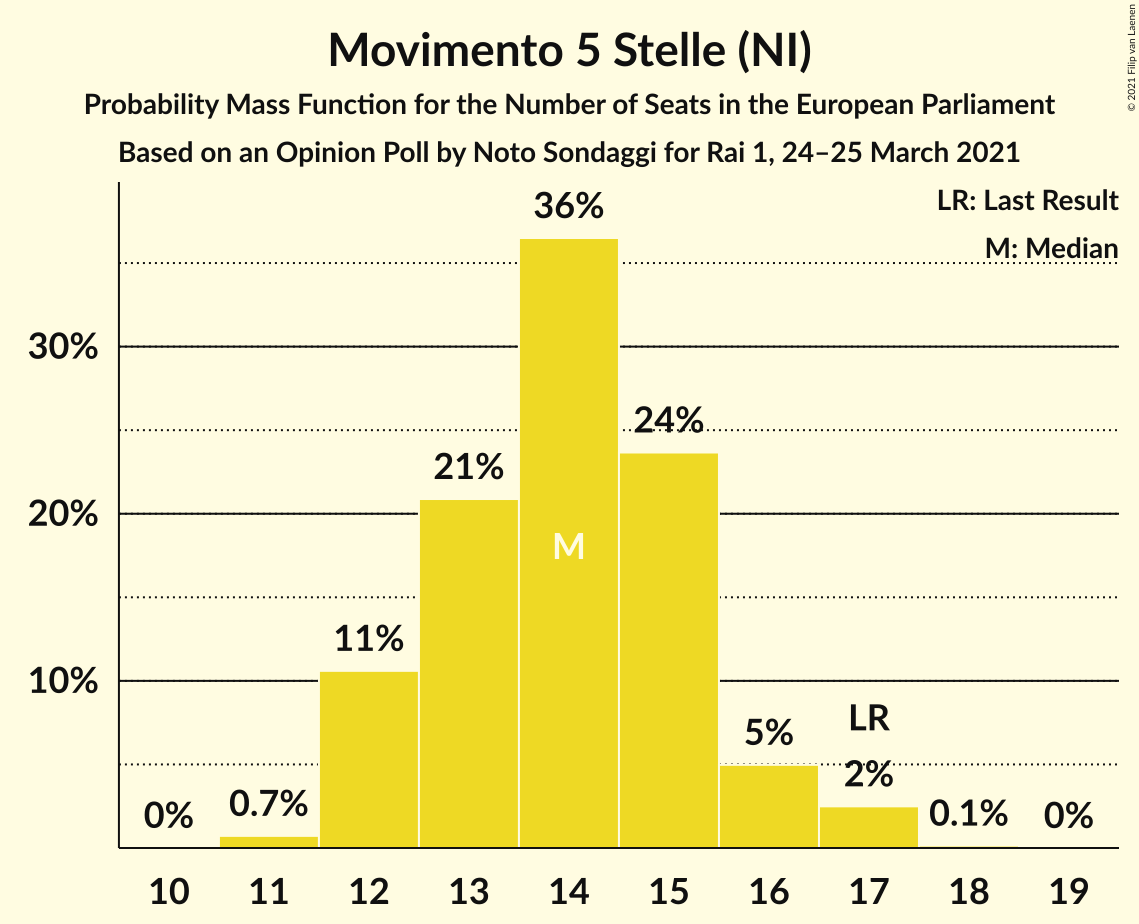 Movimento 5 Stelle (NI)
Probability Mass Function for the Number of Seats in the European Parliament
Based on an Opinion Poll by Noto Sondaggi for Rai 1, 24–25 March 2021
© 2021 Filip van Laenen
LR: Last Result
M: Median
36%
30%
24%
21%
20%
M
11%
10%
LR
5%
2%
0%
0.7%
0.1%
0%
10 11 12 13 14 15 16 17 18 19